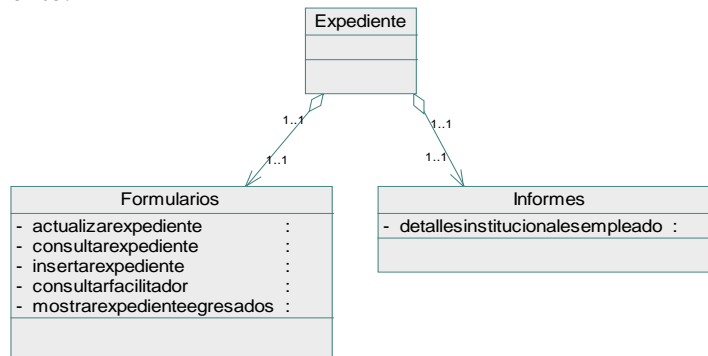 Expediente
1..1
1..1
1..1
1..1
Formularios
- actualizarexpediente :
- consultarexpediente :
- insertarexpediente :
- consultarfacilitador :
- mostrarexpedienteegresados :
Informes
- detallesinstitucionalesempleado :